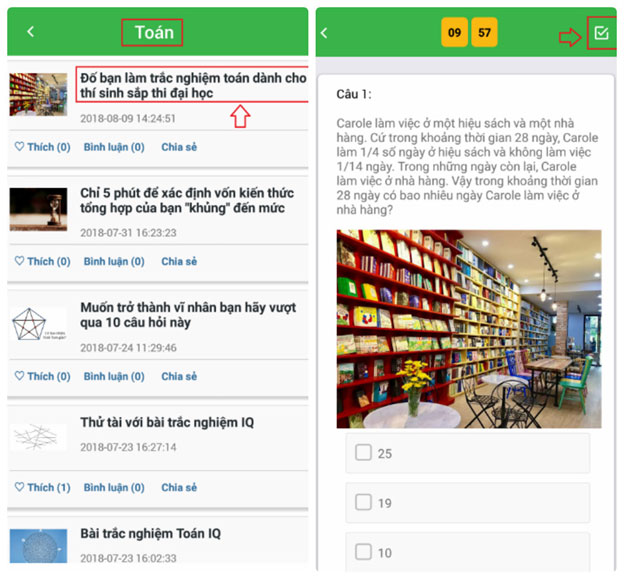 Toán
Đố bạn làm trắc nghiệm toán dành cho
thí sinh sắp thi đại học
2018-08-09 14:24:51
Thích (0) Bình luận (0) Chia sẻ
Chỉ 5 phút để xác định vốn kiến thức
tổng hợp của bạn "khủng" đến mức
2018-07-31 16:23:23
Thích (0) Bình luận (0) Chia sẻ
Muốn trở thành vĩ nhân bạn hãy vượt
qua 10 câu hỏi này
2018-07-24 11:29:46
Thích (0) Bình luận (0) Chia sẻ
Thử tài với bài trắc nghiệm IQ
2018-07-23 16:27:14
Thích (1) Bình luận (0) Chia sẻ
Bài trắc nghiệm Toán IQ
2018-07-23 16:02:33
09 57
Câu 1:
Carole làm việc ở một hiệu sách và một nhà
hàng. Cứ trong khoảng thời gian 28 ngày, Carole
làm 1/4 số ngày ở hiệu sách và không làm việc
1/14 ngày. Trong những ngày còn lại, Carole
làm việc ở nhà hàng. Vậy trong khoảng thời gian
28 ngày có bao nhiêu ngày Carole làm việc ở
nhà hàng?
25
19
10